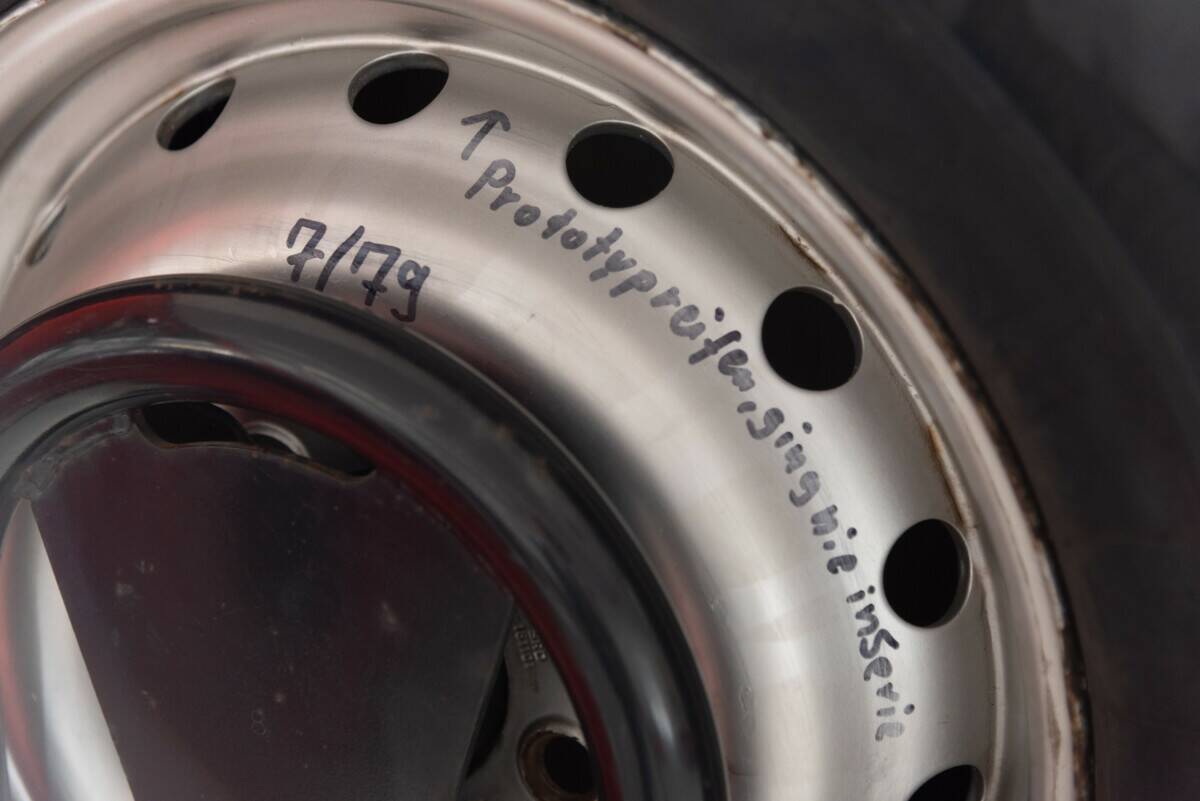 ↑ Prototypreifen, ging nie in Serie
7/79